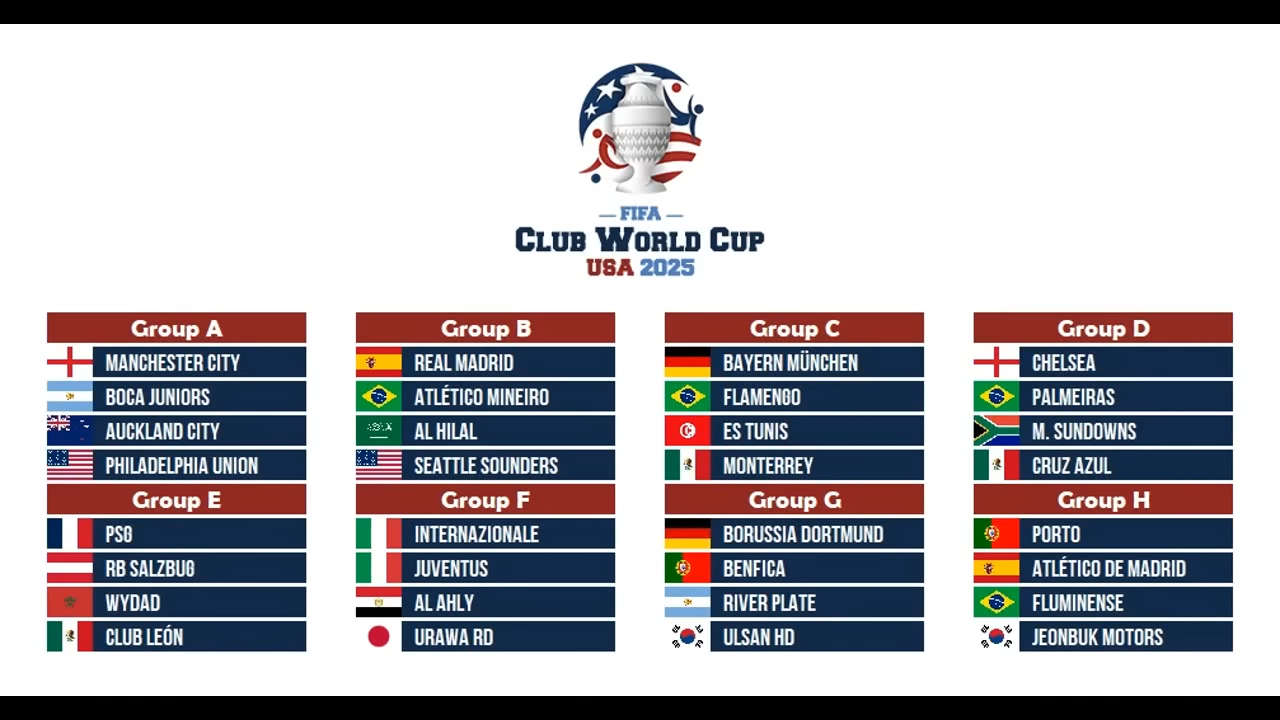 — FIFA —
CLUB WORLD CUP
USA 2025
Group A
MANCHESTER CITY
BOCA JUNIORS
AUCKLAND CITY
PHILADELPHIA UNION
Group B
REAL MADRID
ATLÉTICO MINEIRO
AL HILAL
SEATTLE SOUNDERS
Group C
BAYERN MÜNCHEN
FLAMENGO
ES TUNIS
MONTERREY
Group D
CHELSEA
PALMEIRAS
M. SUNDOWNS
CRUZ AZUL
Group E
PSG
RB SALZBUG
WYDAD
CLUB LEÓN
Group F
INTERNAZIONALE
JUVENTUS
AL AHLY
URAWA RD
Group G
BORUSSIA DORTMUND
BENFICA
RIVER PLATE
ULSAN HD
Group H
PORTO
ATLÉTICO DE MADRID
FLUMINENSE
JEONBUK MOTORS